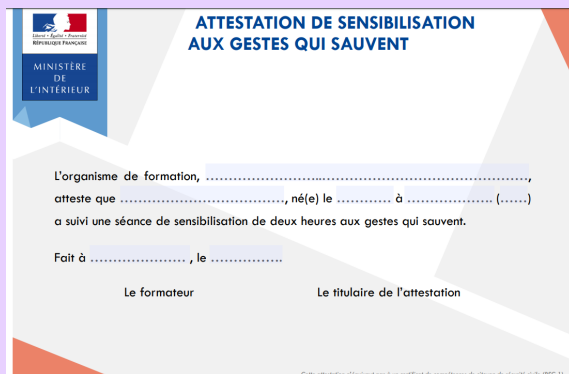 Liberté • Égalité • Fraternité
RÉPUBLIQUE FRANÇAISE
MINISTÈRE
DE
L'INTÉRIEUR
ATTESTATION DE SENSIBILISATION
AUX GESTES QUI SAUVENT
L'organisme de formation, ........................................................................,
atteste que ....................................., né(e) le ............ à ................... (......)
a suivi une séance de sensibilisation de deux heures aux gestes qui sauvent.
Fait à ...................... , le ................
Le formateur Le titulaire de l'attestation